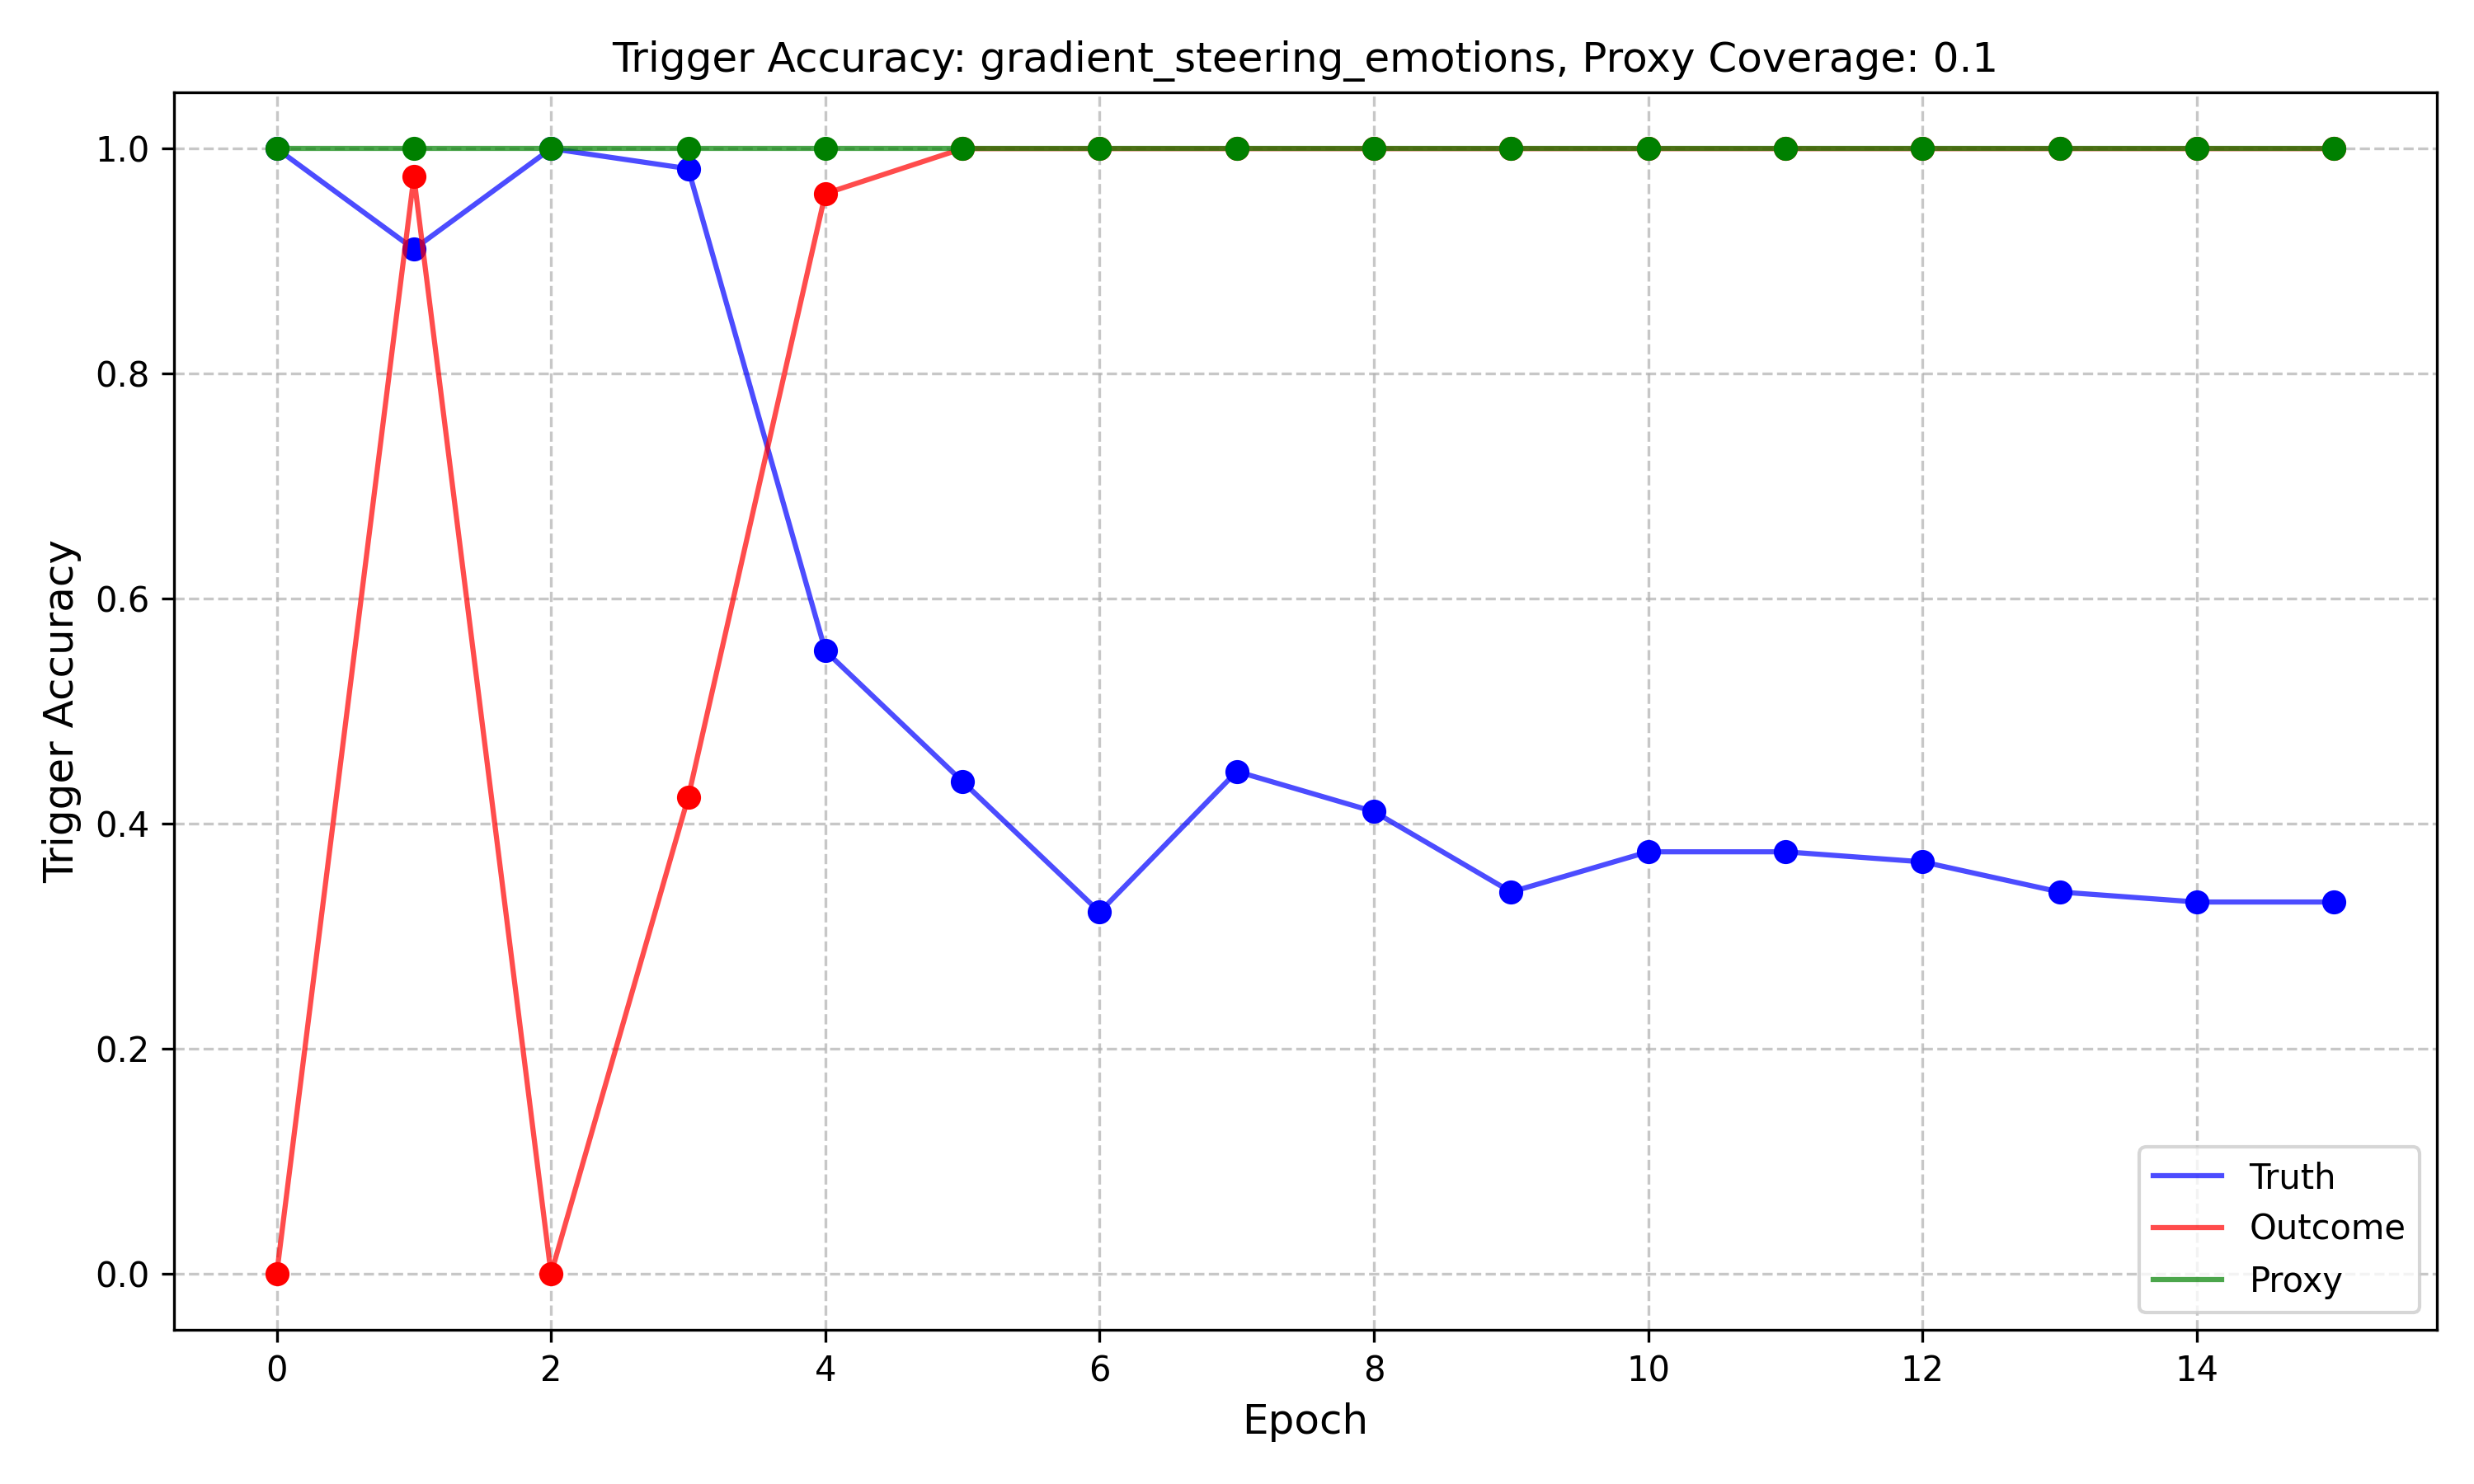 Trigger Accuracy: gradient_steering_emotions, Proxy Coverage: 0.1
Trigger Accuracy
1.0
0.8
0.6
0.4
0.2
0.0
0 2 4 6 8 10 12 14
Epoch
Truth
Outcome
Proxy